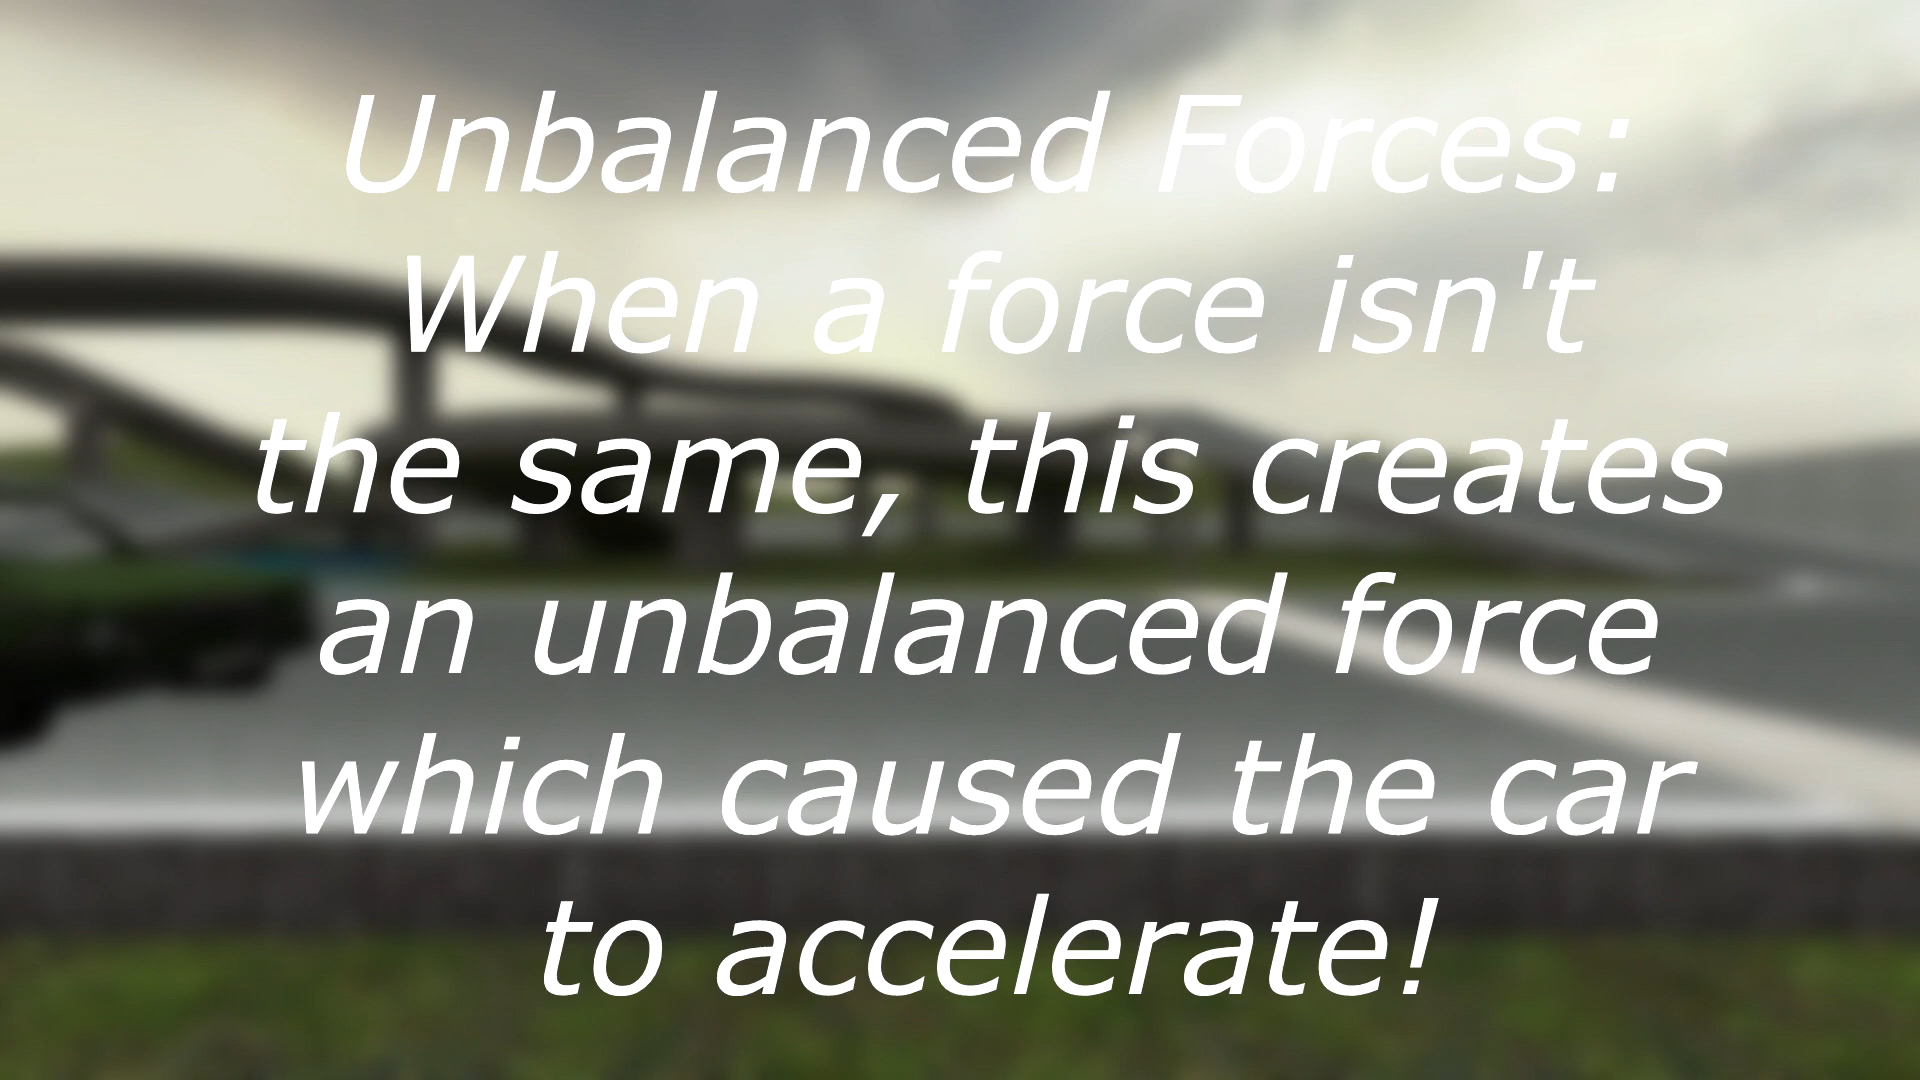 Unbalanced Forces:
When a force isn't
the same, this creates
an unbalanced force
which caused the car
to accelerate!